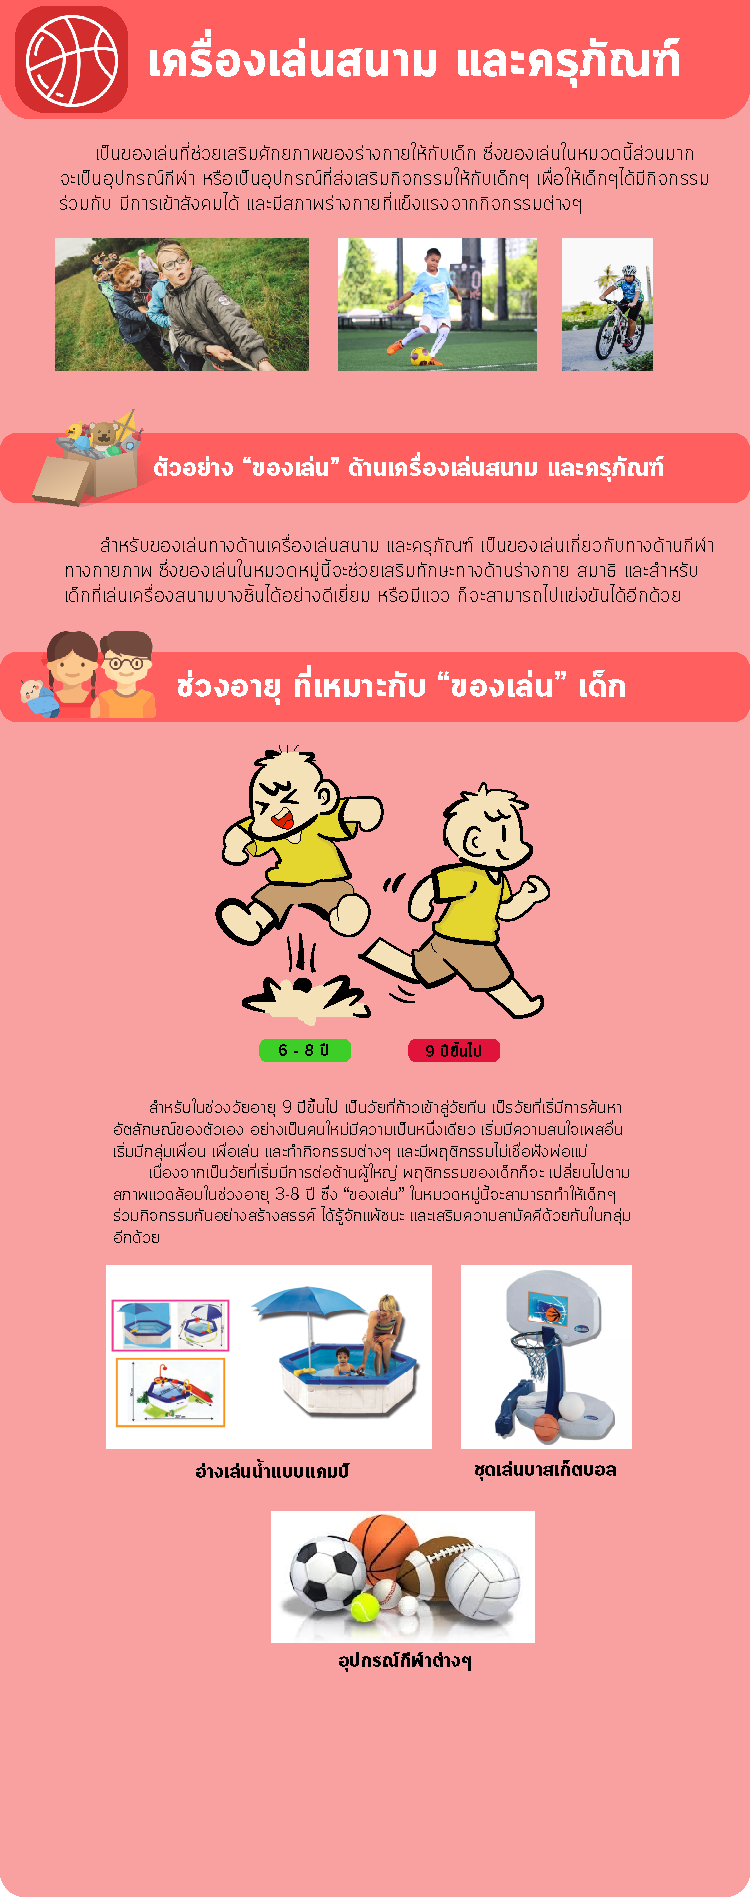 เครื่องเล่นสนาม และครุภัณฑ์
เป็นของเล่นที่ช่วยเสริมศักยภาพของร่างกายให้กับเด็ก ซึ่งของเล่นในหมวดนี้ส่วนมาก
จะเป็นอุปกรณ์กีฬา หรือเป็นอุปกรณ์ที่ส่งเสริมกิจกรรมให้กับเด็กๆ เพื่อให้เด็กๆได้มีกิจกรรม
ร่วมกับ มีการเข้าสังคมได้ และมีสภาพร่างกายที่แข็งแรงจากกิจกรรมต่างๆ
ตัวอย่าง “ของเล่น” ด้านเครื่องเล่นสนาม และครุภัณฑ์
สำหรับของเล่นทางด้านเครื่องเล่นสนาม และครุภัณฑ์ เป็นของเล่นเกี่ยวกับทางด้านกีฬา
ทางกายภาพ ซึ่งของเล่นในหมวดหมู่นี้จะช่วยเสริมทักษะทางด้านร่างกาย สมาธิ และสำหรับ
เด็กที่เล่นเครื่องสนามบางชิ้นได้อย่างดีเยี่ยม หรือมีแวว ก็จะสามารถไปแข่งขันได้อีกด้วย
ช่วงอายุ ที่เหมาะกับ “ของเล่น” เด็ก
6 - 8 ปี
9 ปีขึ้นไป
สำหรับในช่วงวัยอายุ 9 ปีขึ้นไป เป็นวัยที่ก้าวเข้าสู่วัยทีน เป็รวัยที่เริ่มีการค้นหา
อัตลักษณ์ของตัวเอง อย่างเป็นคนใหม่มีความเป็นหนึ่งเดียว เริ่มมีความสนใจเพสอื่น
เริ่มมีกลุ่มเพื่อน เพื่อเล่น และทำกิจกรรมต่างๆ และมีพฤติกรรมไม่เชื่อฟังพ่อแม่
เนื่องจากเป็นวัยที่เริ่มมีการต่อต้านผู้ใหญ่ พฤติกรรมของเด็กก็จะ เปลี่ยนไปตาม
สภาพแวดล้อมในช่วงอายุ 3-8 ปี ซึ่ง “ของเล่น” ในหมวดหมู่นี้จะสามารถทำให้เด็กๆ
ร่วมกิจกรรมกันอย่างสร้างสรรค์ ได้รู้จักแพ้ชนะ และเสริมความสามัคคีด้วยกันในกลุ่ม
อีกด้วย
อ่างเล่นน้ำแบบแคมป์
ชุดเล่นบาสเก็ตบอล
อุปกรณ์กีฬาต่างๆ